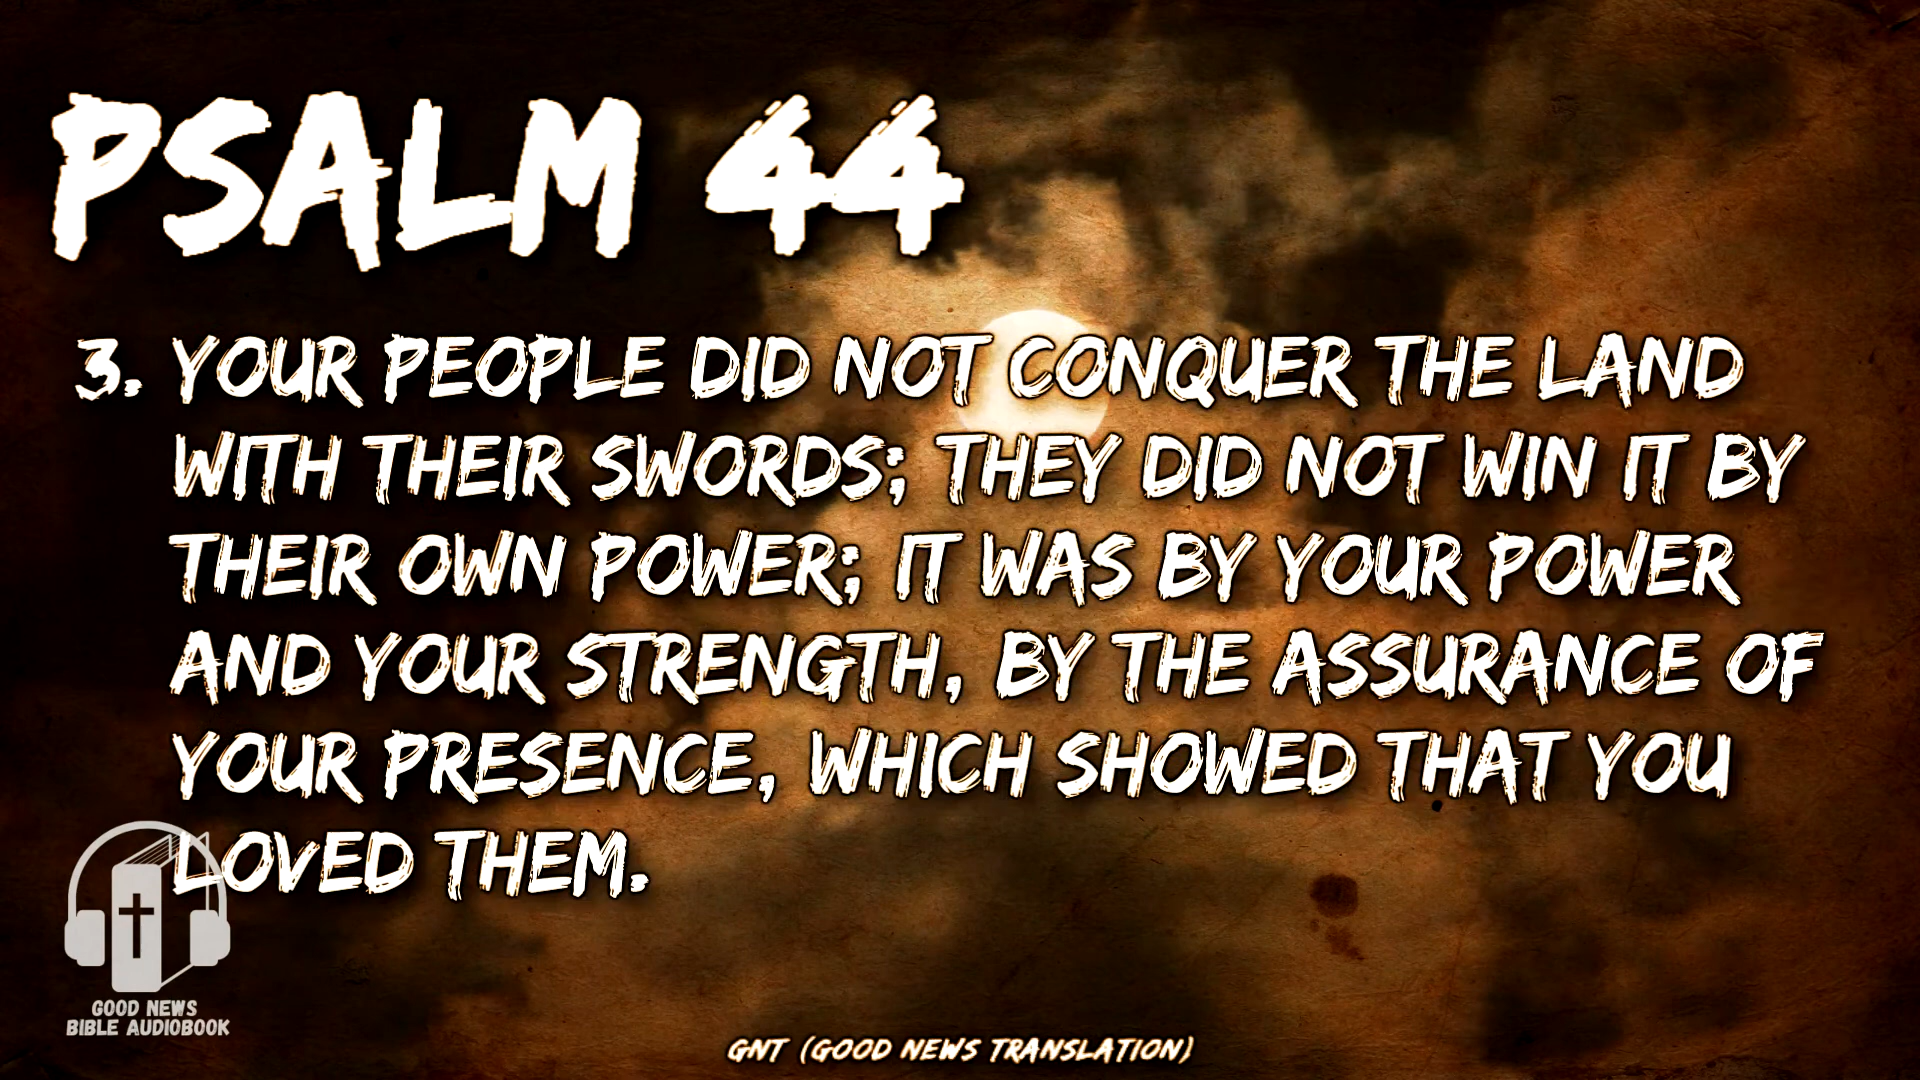 PSALM 44
3. YOUR PEOPLE DID NOT CONQUER THE LAND
WITH THEIR SWORDS; THEY DID NOT WIN IT BY
THEIR OWN POWER; IT WAS BY YOUR POWER
AND YOUR STRENGTH, BY THE ASSURANCE OF
YOUR PRESENCE, WHICH SHOWED THAT YOU
LOVED THEM.
GOOD NEWS
BIBLE AUDIOBOOK
GNT (GOOD NEWS TRANSLATION)